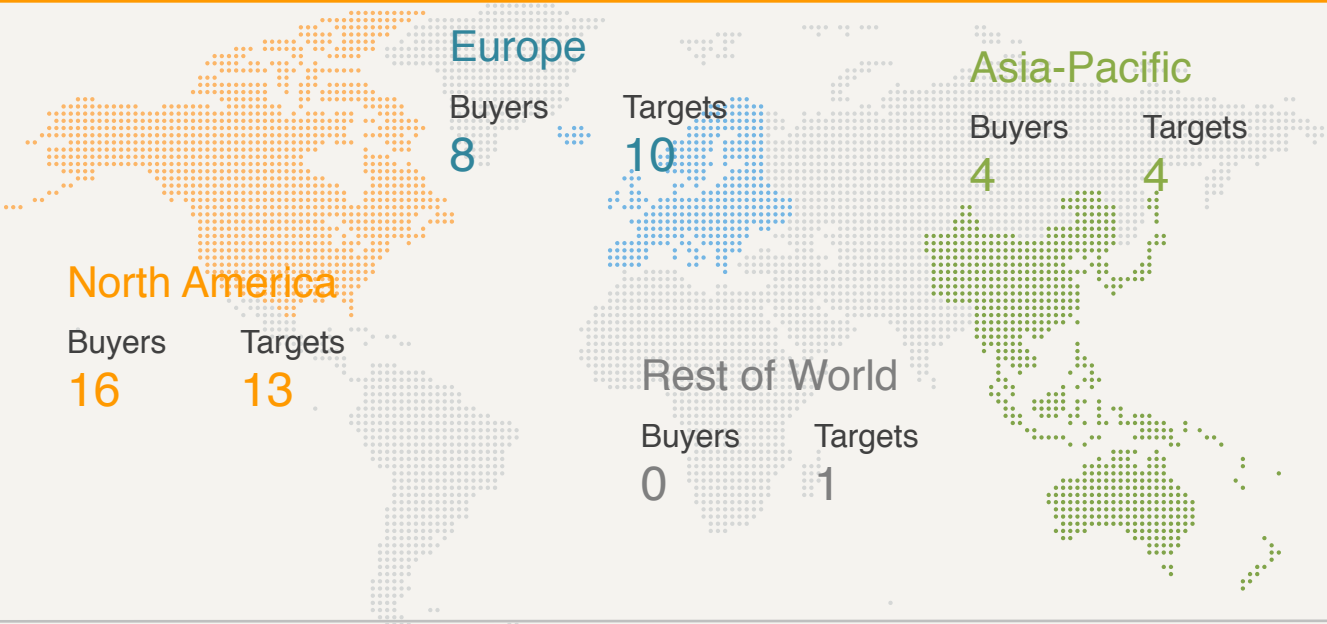 Europe
Buyers Targets
8 10
Asia-Pacific
Buyers Targets
4 4
North America
Buyers Targets
16 13
Rest of World
Buyers Targets
0 1